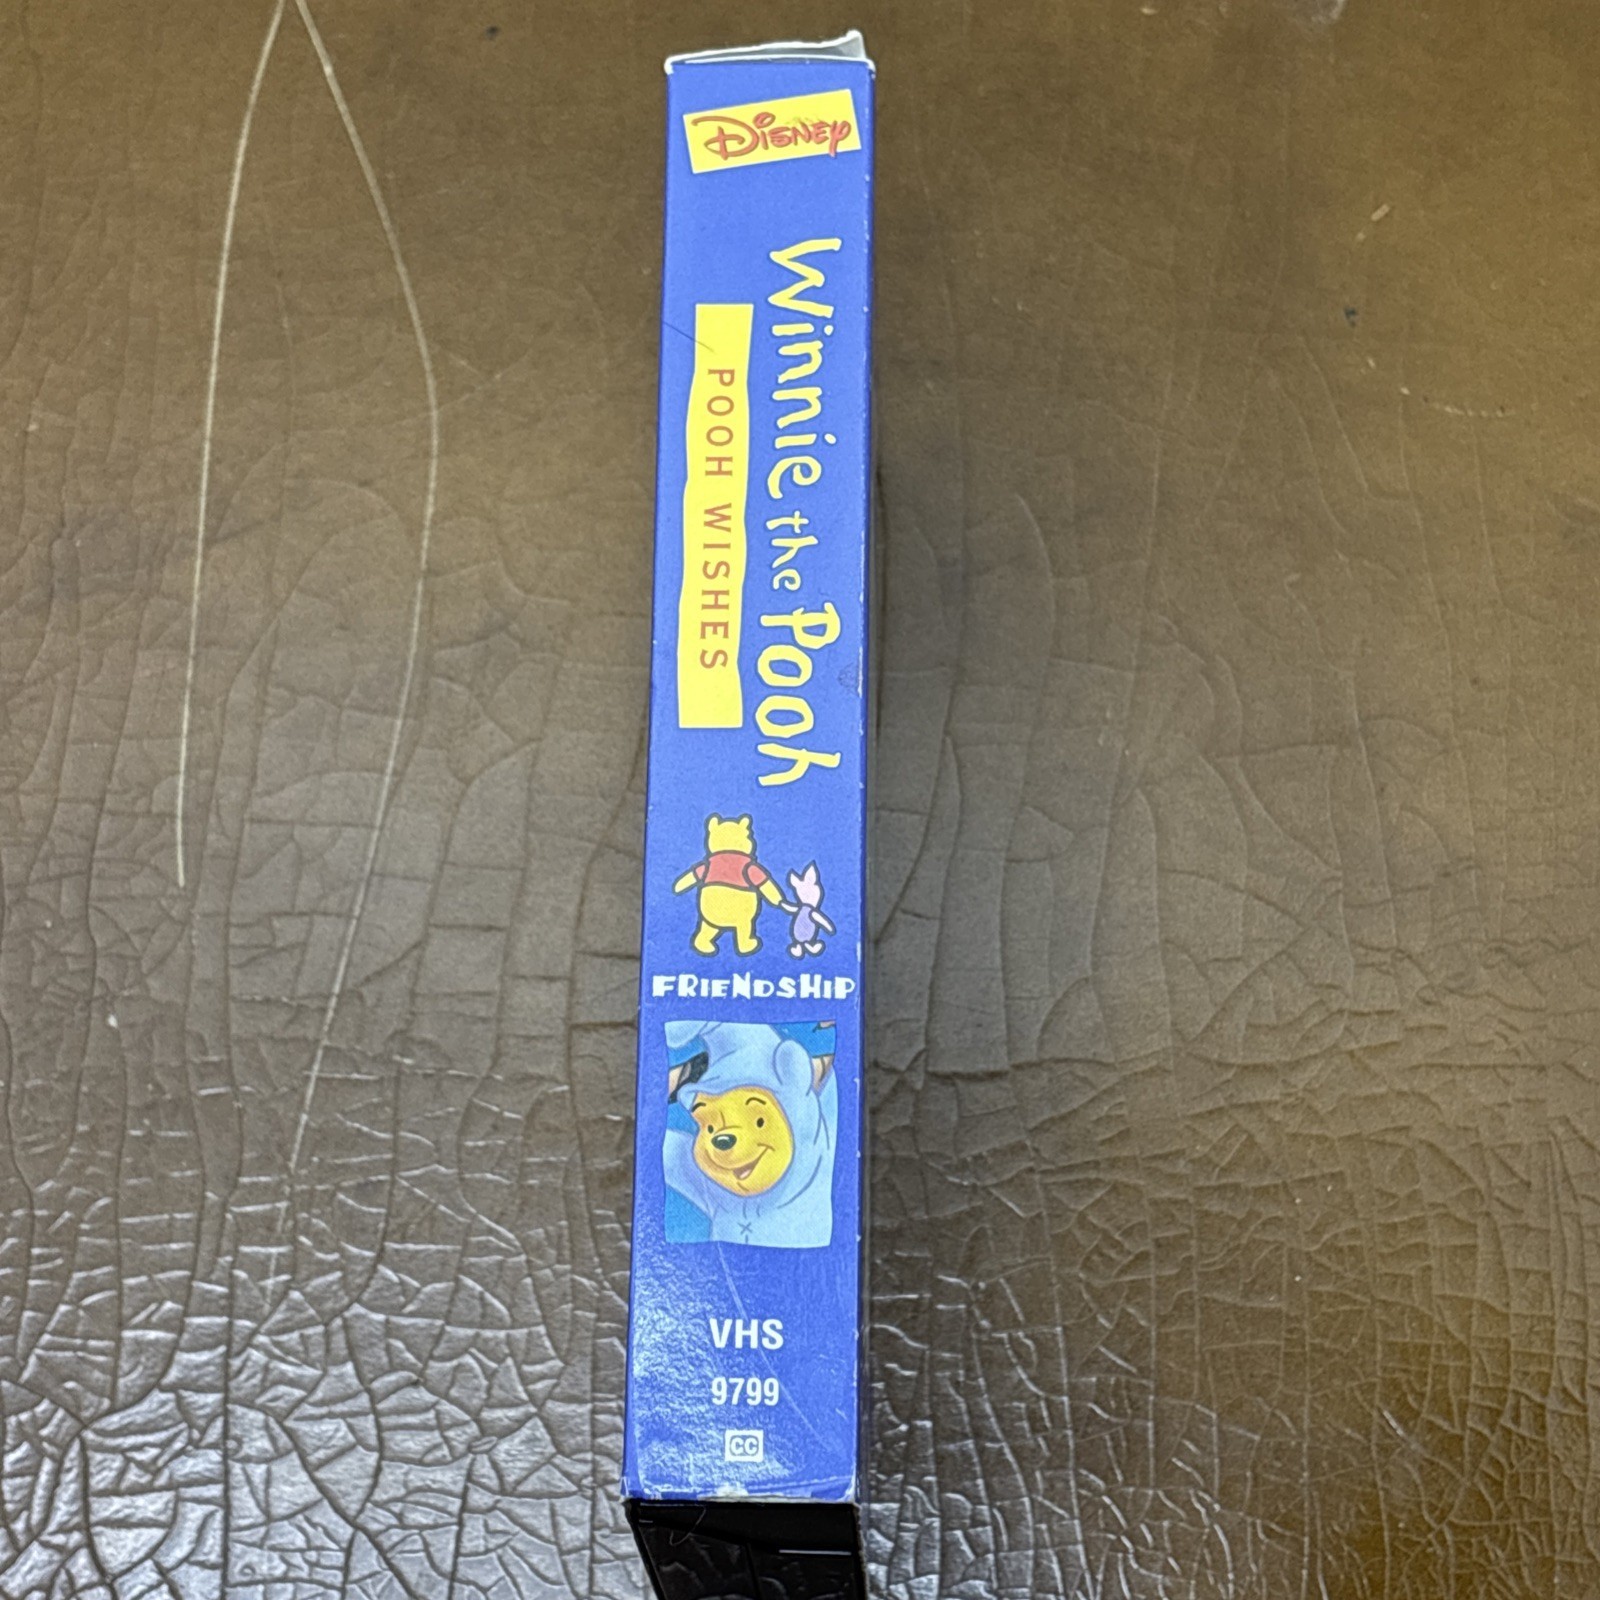 Disney
Winnie the Pooh
POOH WISHES
FRIENDSHIP
VHS
9799
CC